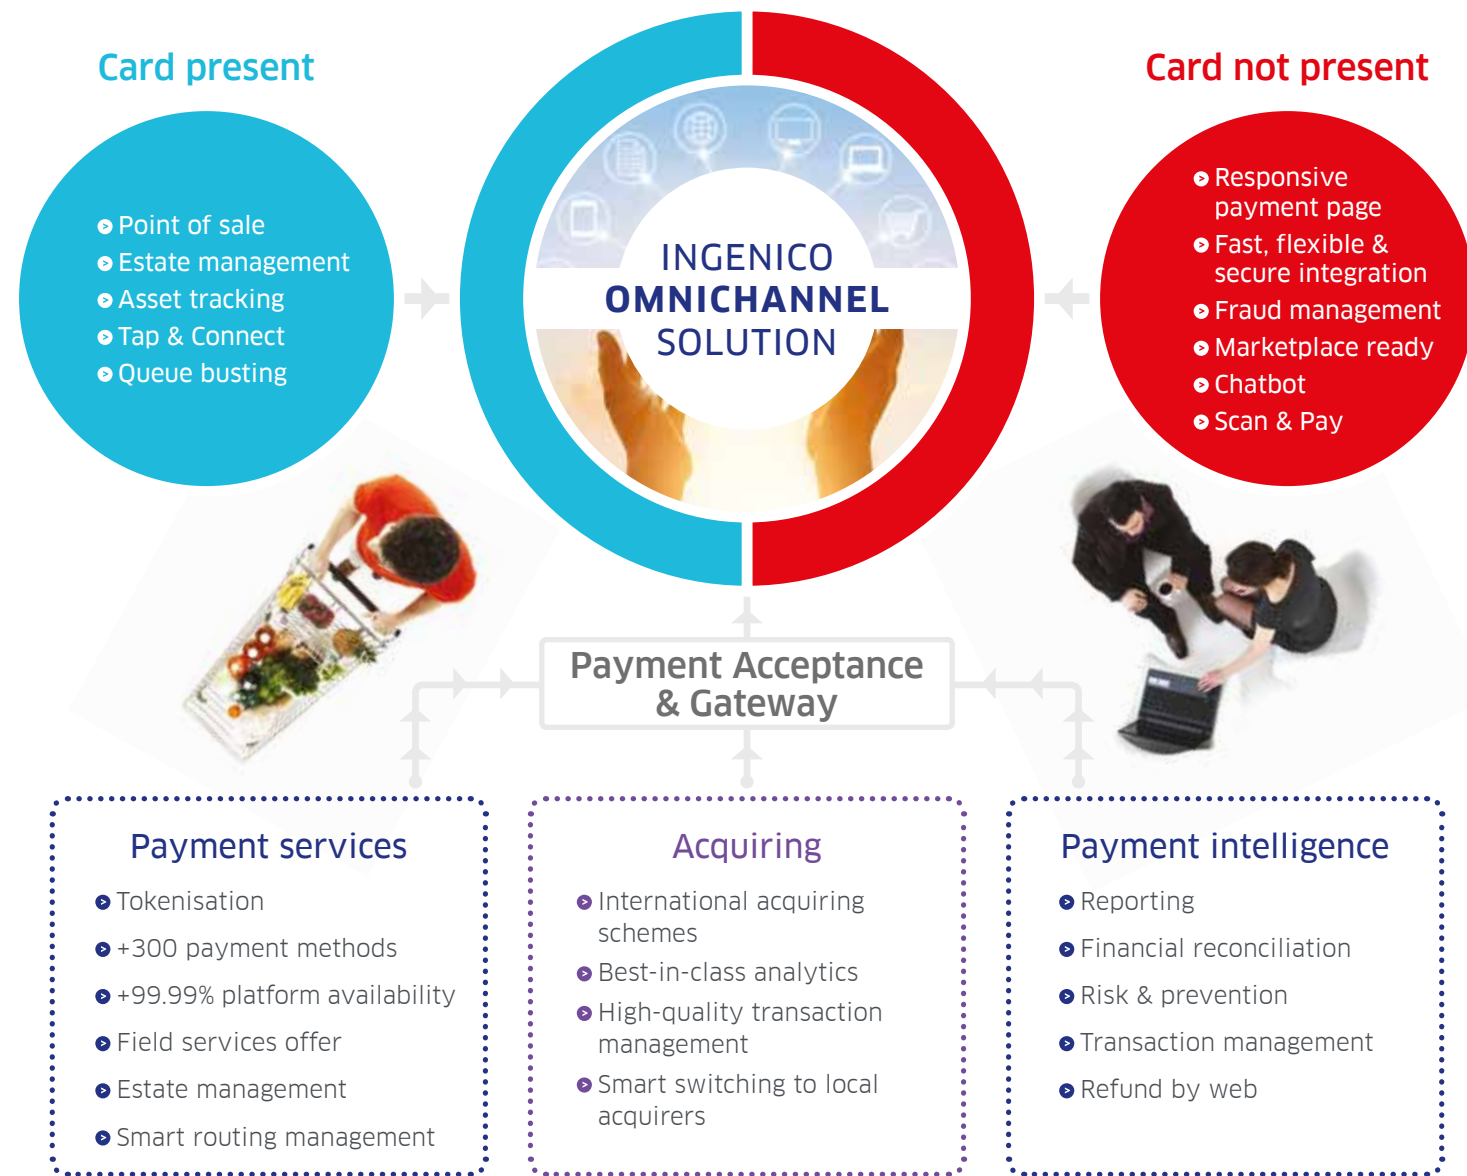 Card present
Point of sale
Estate management
Asset tracking
Tap & Connect
Queue busting
INGENICO
OMNICHANNEL
SOLUTION
Card not present
Responsive
payment page
Fast, flexible &
secure integration
Fraud management
Marketplace ready
Chatbot
Scan & Pay
Payment Acceptance
& Gateway
Payment services
Tokenisation
+300 payment methods
+99.99% platform availability
Field services offer
Estate management
Smart routing management
Acquiring
International acquiring
schemes
Best-in-class analytics
High-quality transaction
management
Smart switching to local
acquirers
Payment intelligence
Reporting
Financial reconciliation
Risk & prevention
Transaction management
Refund by web